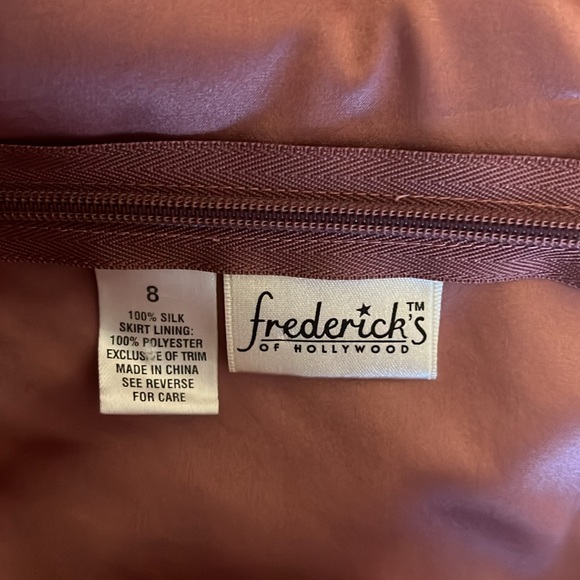 8
100% SILK
SKIRT LINING:
100% POLYESTER
EXCLUSIVE OF TRIM
MADE IN CHINA
SEE REVERSE
FOR CARE
frederick's™
OF HOLLYWOOD